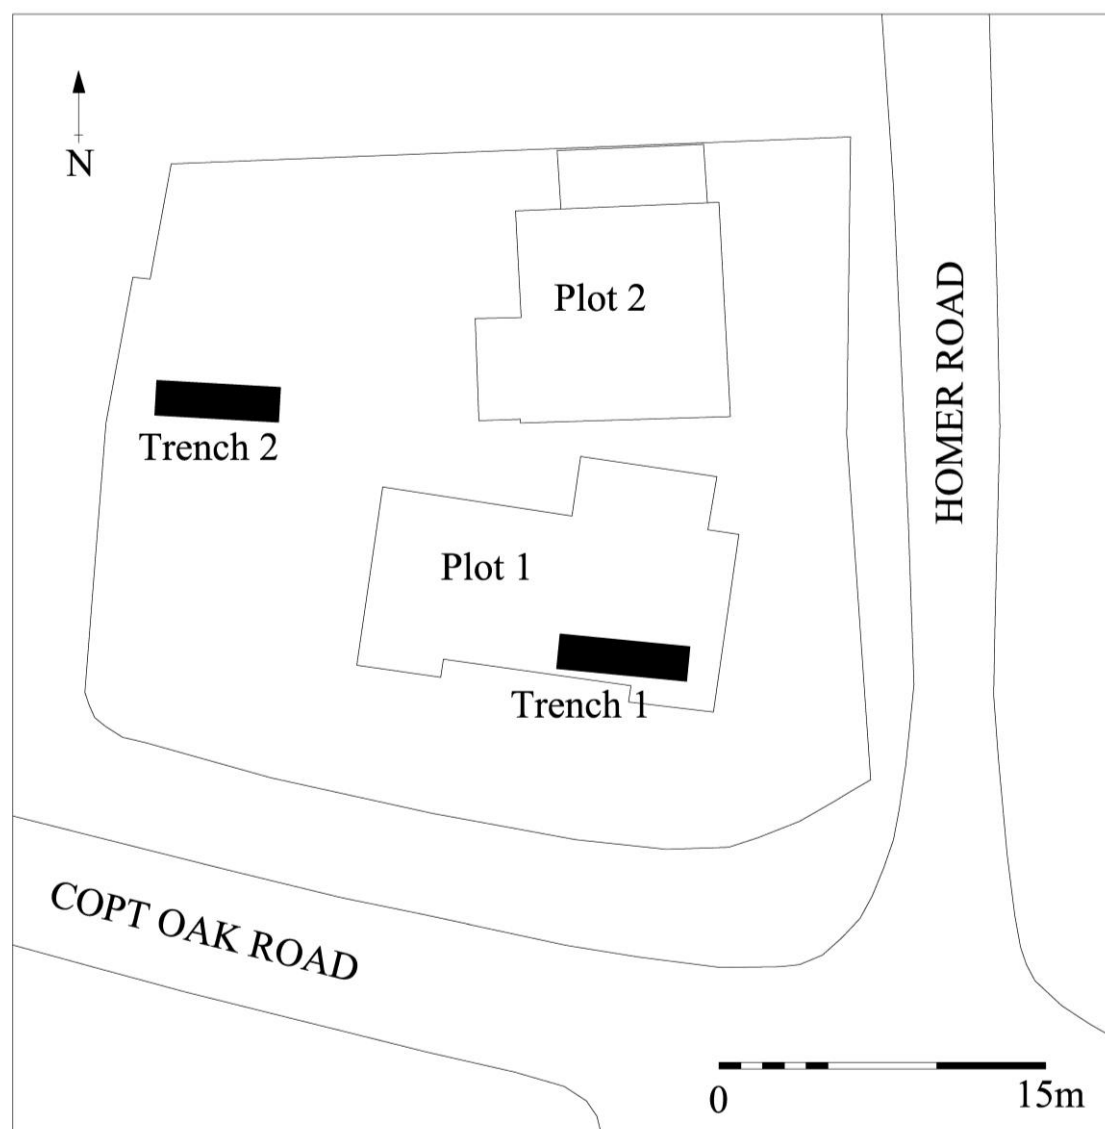 N
Plot 2
HOMER ROAD
Trench 2
Plot 1
Trench 1
COPT OAK ROAD
0
15m